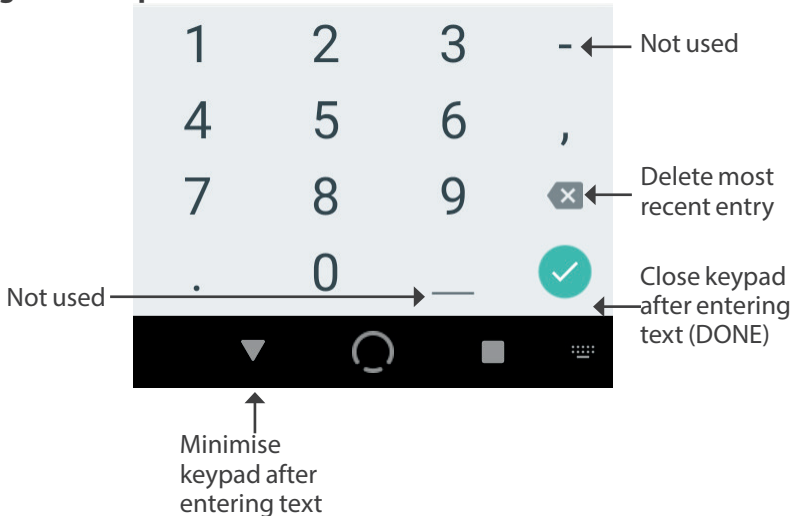 1 2 3 - Not used
4 5 6 ,
7 8 9 Delete most
recent entry
. 0
Not used
Close keypad
after entering
text (DONE)
Minimise
keypad after
entering text